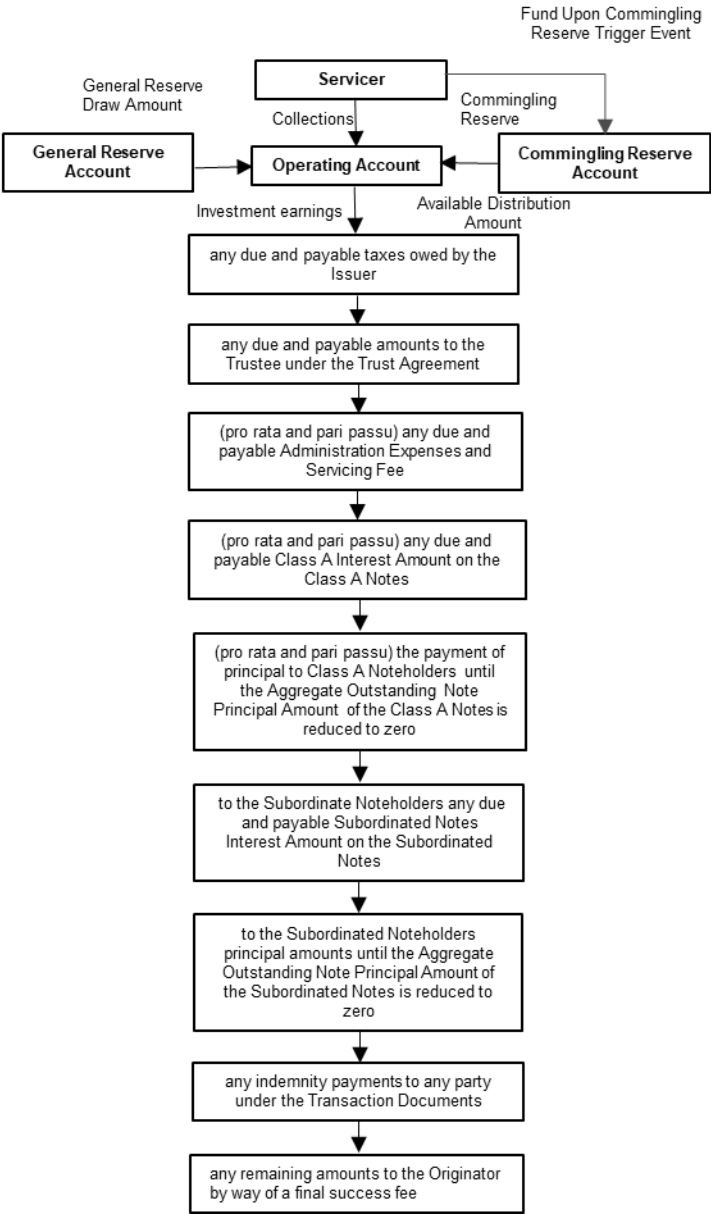 Fund Upon Commingling
Reserve Trigger Event
Servicer
General Reserve
Draw Amount
Collections
Commingling
Reserve
General Reserve
Account
Operating Account
Commingling Reserve
Account
Investment earnings
Available Distribution
Amount
any due and payable taxes owed by the
Issuer
any due and payable amounts to the
Trustee under the Trust Agreement
(pro rata and pari passu) any due and
payable Administration Expenses and
Servicing Fee
(pro rata and pari passu) any due and
payable Class A Interest Amount on the
Class A Notes
(pro rata and pari passu) the payment of
principal to Class A Noteholders until
the Aggregate Outstanding Note
Principal Amount of the Class A Notes is
reduced to zero
to the Subordinate Noteholders any due
and payable Subordinated Notes
Interest Amount on the Subordinated
Notes
to the Subordinated Noteholders
principal amounts until the Aggregate
Outstanding Note Principal Amount of
the Subordinated Notes is reduced to
zero
any indemnity payments to any party
under the Transaction Documents
any remaining amounts to the Originator
by way of a final success fee